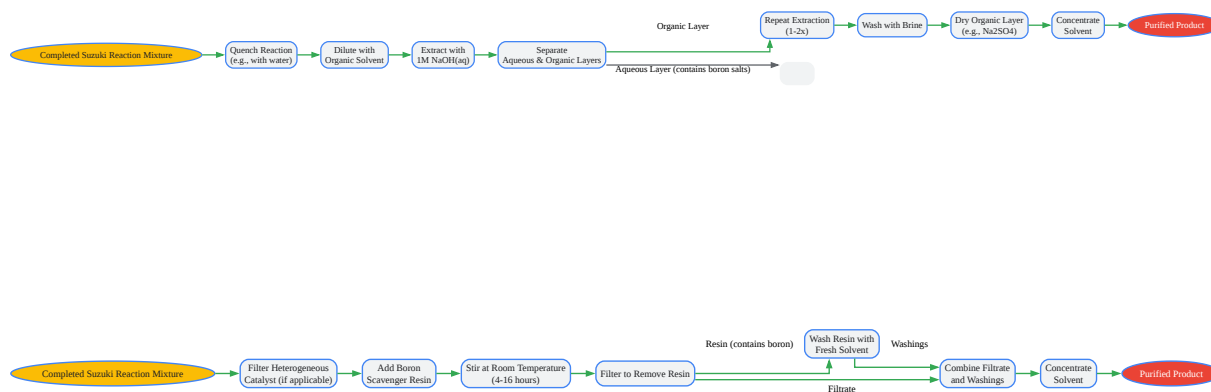 Completed Suzuki Reaction Mixture
Quench Reaction
(e.g., with water)
Dilute with
Organic Solvent
Extract with
1M NaOH(aq)
Separate
Aqueous & Organic Layers
Organic Layer
Aqueous Layer (contains boron salts)
Repeat Extraction
(1-2x)
Wash with Brine
Dry Organic Layer
(e.g., Na2SO4)
Concentrate
Solvent
Purified Product
Completed Suzuki Reaction Mixture
Filter Heterogeneous
Catalyst (if applicable)
Add Boron
Scavenger Resin
Stir at Room Temperature
(4-16 hours)
Filter to Remove Resin
Resin (contains boron)
Wash Resin with
Fresh Solvent
Washings
Filtrate
Combine Filtrate
and Washings
Concentrate
Solvent
Purified Product